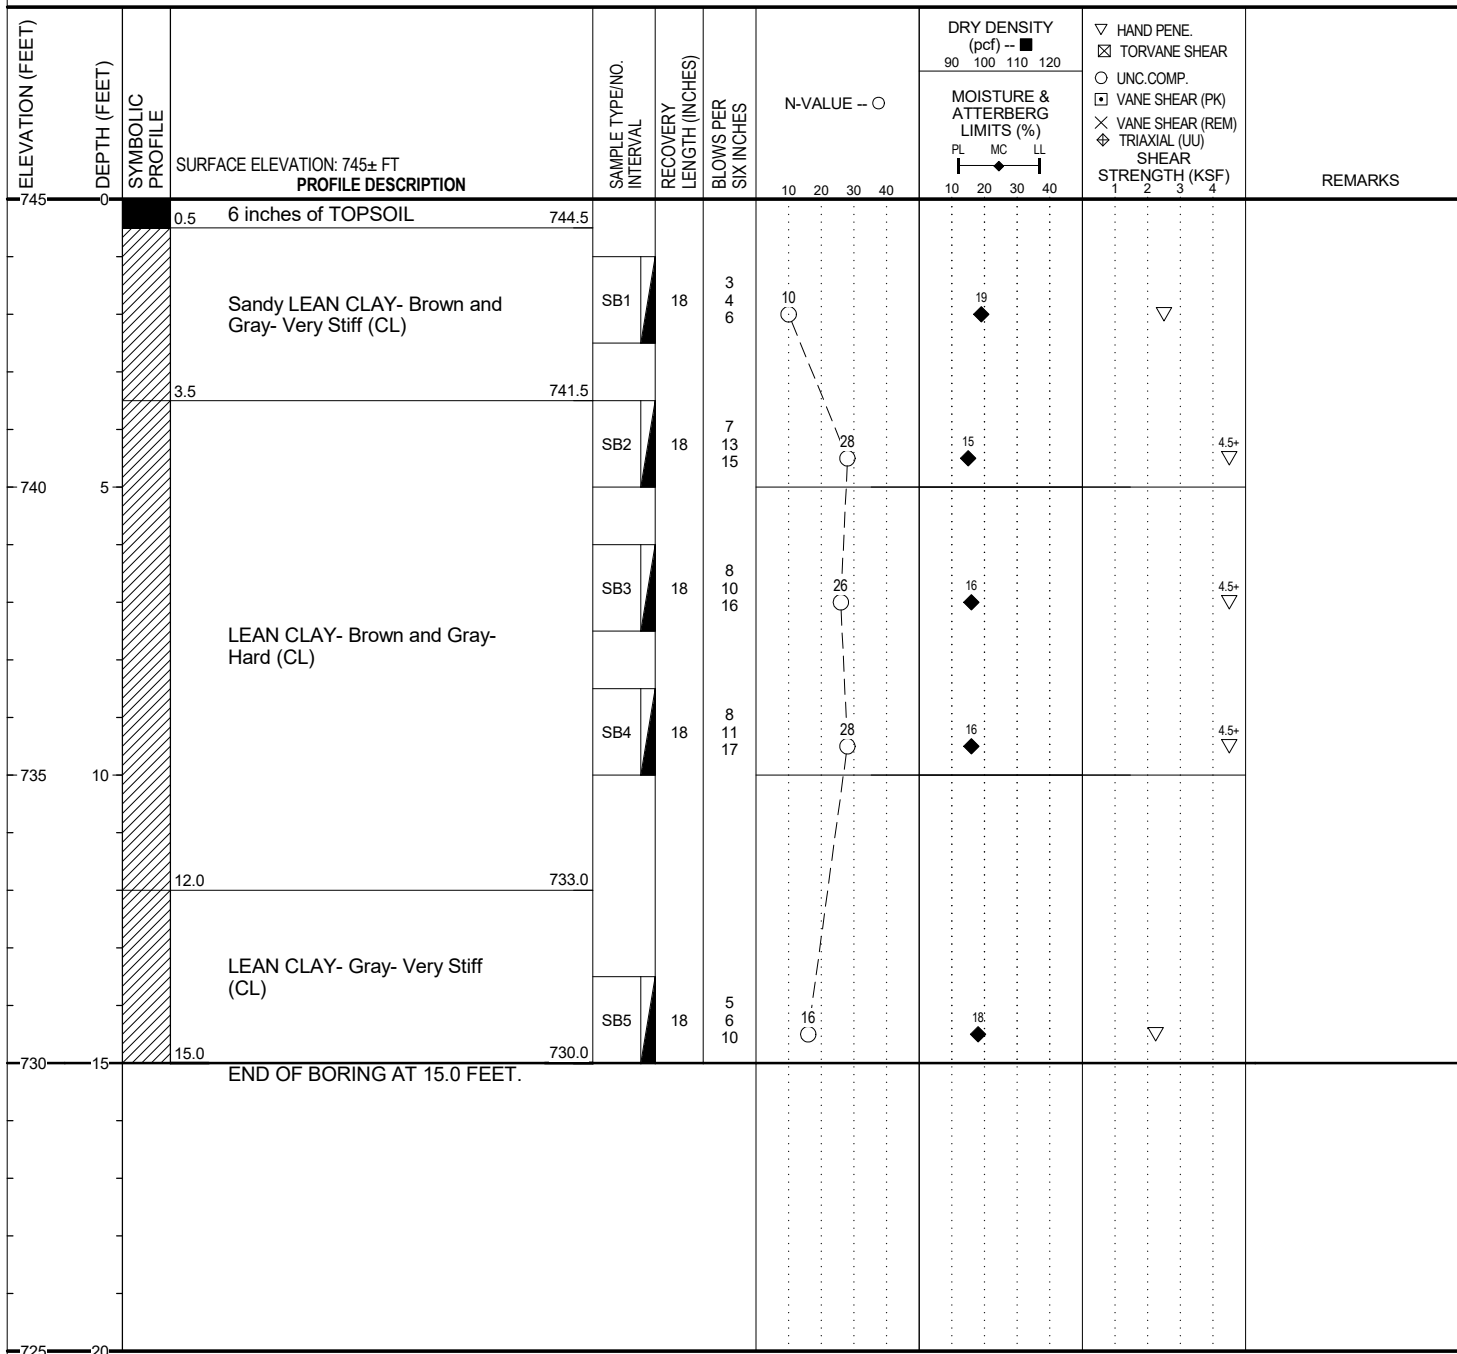 ELEVATION (FEET)
DEPTH (FEET)
SYMBOLIC
PROFILE
SURFACE ELEVATION: 745± FT
PROFILE DESCRIPTION
SAMPLE TYPE/NO.
INTERVAL
RECOVERY
LENGTH (INCHES)
BLOWS PER
SIX INCHES
N-VALUE --
10 20 30 40
DRY DENSITY
(pcf) -- ■
90 100 110 120
MOISTURE &
ATTERBERG
LIMITS (%)
PL MC LL
10 20 30 40
HAND PENE.
TORVANE SHEAR
UNC.COMP.
VANE SHEAR (PK)
VANE SHEAR (REM)
TRIAXIAL (UU)
SHEAR
STRENGTH (KSF)
1 2 3 4
REMARKS
745 0
0.5 6 inches of TOPSOIL 744.5
Sandy LEAN CLAY- Brown and
Gray- Very Stiff (CL)
SB1 18
3
4
6
10 19
3.5 741.5
SB2 18
7
13
15
28 15 4.5+
740 5
SB3 18
8
10
16
26 16 4.5+
LEAN CLAY- Brown and Gray-
Hard (CL)
SB4 18
8
11
17
28 16 4.5+
735 10
12.0 733.0
LEAN CLAY- Gray- Very Stiff
(CL)
SB5 18
5
6
10
16 18
15.0 730.0
730 15
END OF BORING AT 15.0 FEET.
725 20